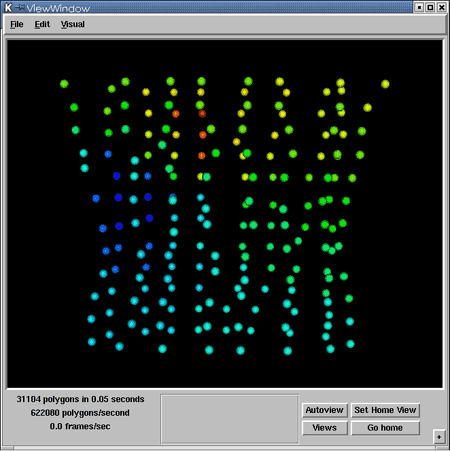 ViewWindow
File Edit Visual
31104 polygons in 0.05 seconds
622080 polygons/second
0.0 frames/sec
Autoview Set Home View
Views Go home